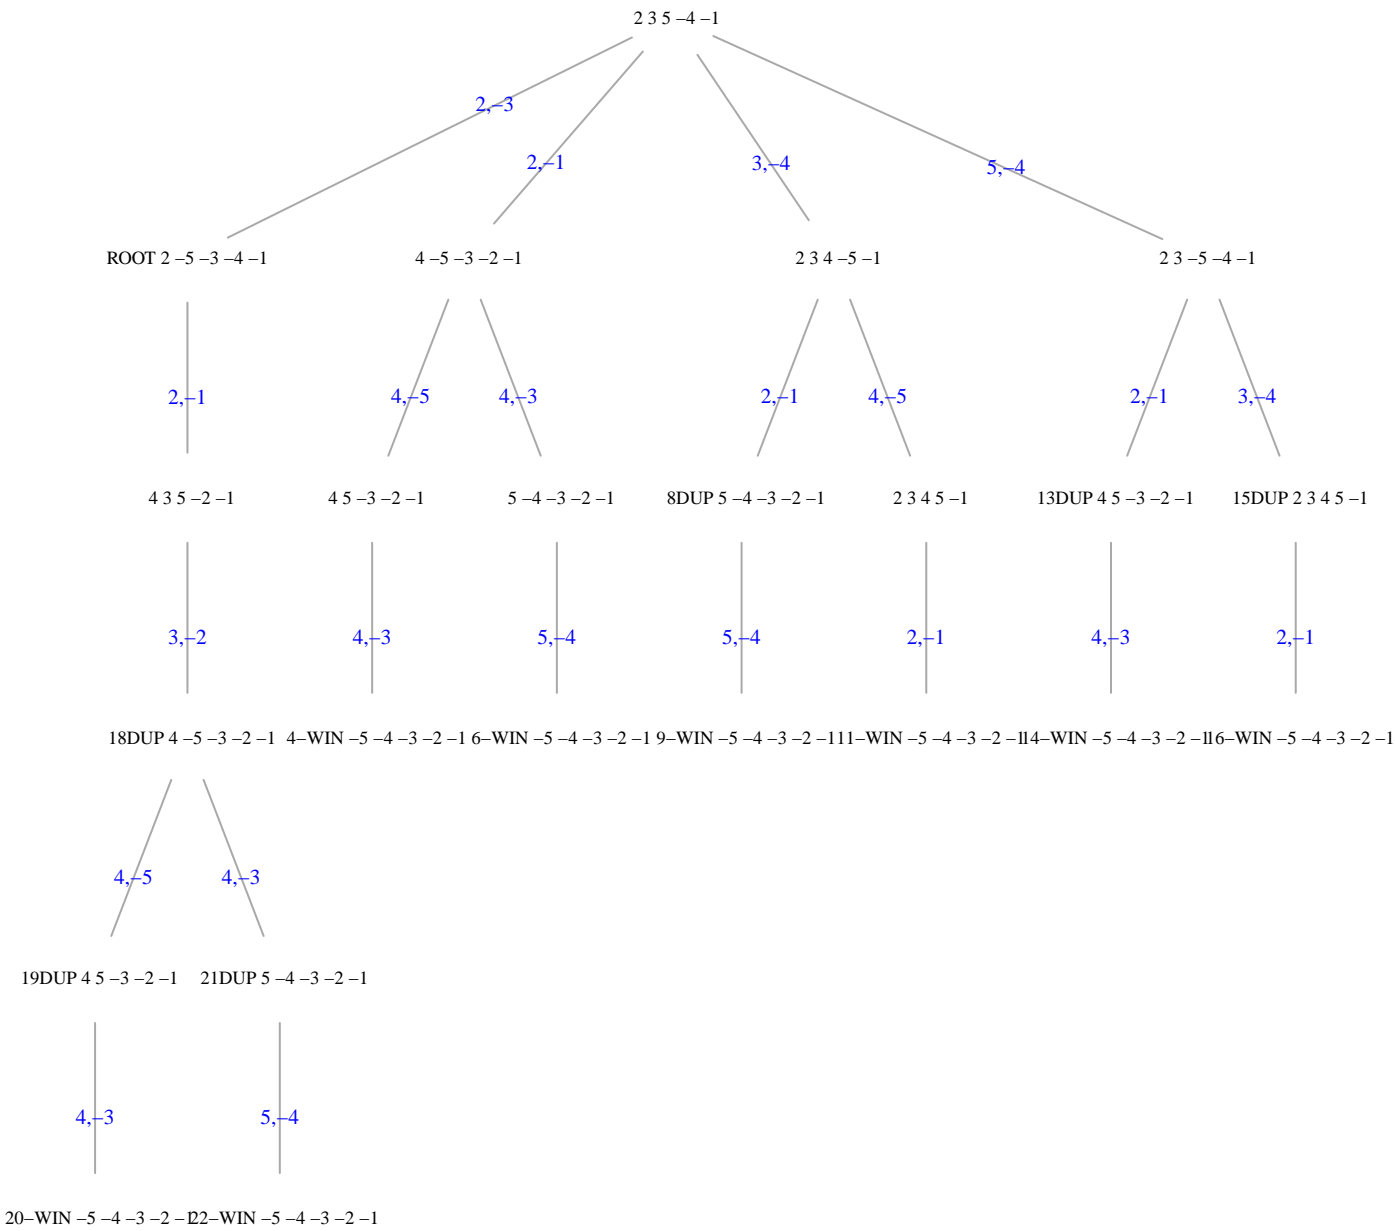 2 3 5 –4 –1
2,–3
2,–1
3,–4
5,–4
ROOT 2 –5 –3 –4 –1
4 –5 –3 –2 –1
2 3 4 –5 –1
2 3 –5 –4 –1
2,–1
4,–5
4,–3
2,–1
4,–5
2,–1
3,–4
4 3 5 –2 –1
4 5 –3 –2 –1
5 –4 –3 –2 –1
8DUP 5 –4 –3 –2 –1
2 3 4 5 –1
13DUP 4 5 –3 –2 –1
15DUP 2 3 4 5 –1
3,–2
4,–3
5,–4
5,–4
2,–1
4,–3
2,–1
18DUP 4 –5 –3 –2 –1
4–WIN –5 –4 –3 –2 –1
6–WIN –5 –4 –3 –2 –1
9–WIN –5 –4 –3 –2 –1
11–WIN –5 –4 –3 –2 –1
14–WIN –5 –4 –3 –2 –1
16–WIN –5 –4 –3 –2 –1
4,–5
4,–3
19DUP 4 5 –3 –2 –1
21DUP 5 –4 –3 –2 –1
4,–3
5,–4
20–WIN –5 –4 –3 –2 –1
22–WIN –5 –4 –3 –2 –1